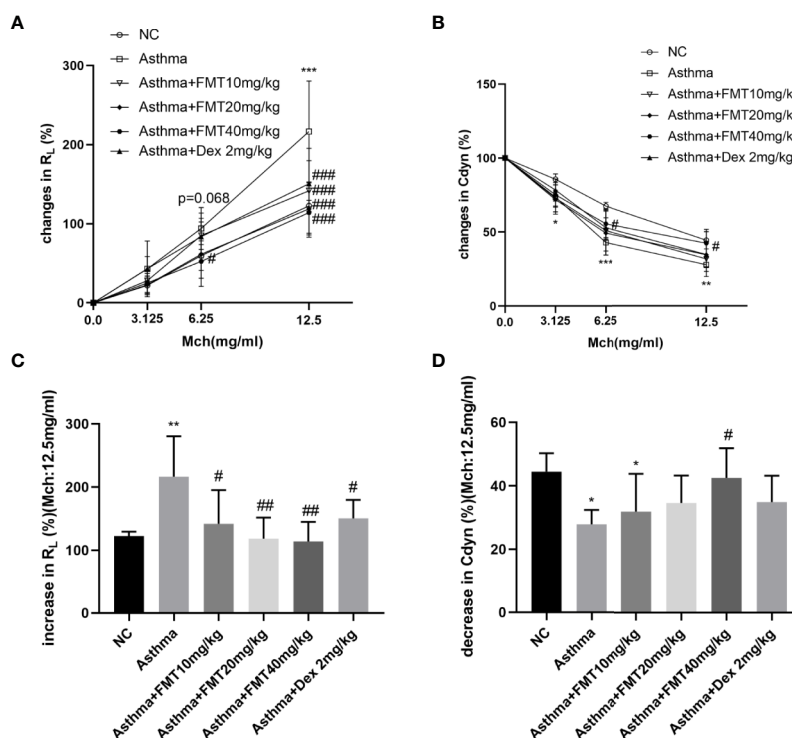 A
NC
Asthma
Asthma+FMT10mg/kg
Asthma+FMT20mg/kg
Asthma+FMT40mg/kg
Asthma+Dex 2mg/kg
changes in RL (%)
300
200
100
0
***
p=0.068
#
###
###
###
###
0.0 3.125 6.25 12.5
Mch(mg/ml)
B
NC
Asthma
Asthma+FMT10mg/k
Asthma+FMT20mg/k
Asthma+FMT40mg/k
Asthma+Dex 2mg/kg
changes in Cdyn (%)
150
100
50
0
*
#
***
#
**
0.0 3.125 6.25 12.5
Mch(mg/ml)
C
increase in RL (%)(Mch:12.5mg/ml)
300
200
100
0
**
#
##
##
#
NC
Asthma
Asthma+FMT10mg/kg
Asthma+FMT20mg/kg
Asthma+FMT40mg/kg
Asthma+Dex 2mg/kg
D
decrease in Cdyn (%)(Mch:12.5mg/ml)
60
40
20
0
*
*
#
NC
Asthma
Asthma+FMT10mg/kg
Asthma+FMT20mg/kg
Asthma+FMT40mg/kg
Asthma+Dex 2mg/kg